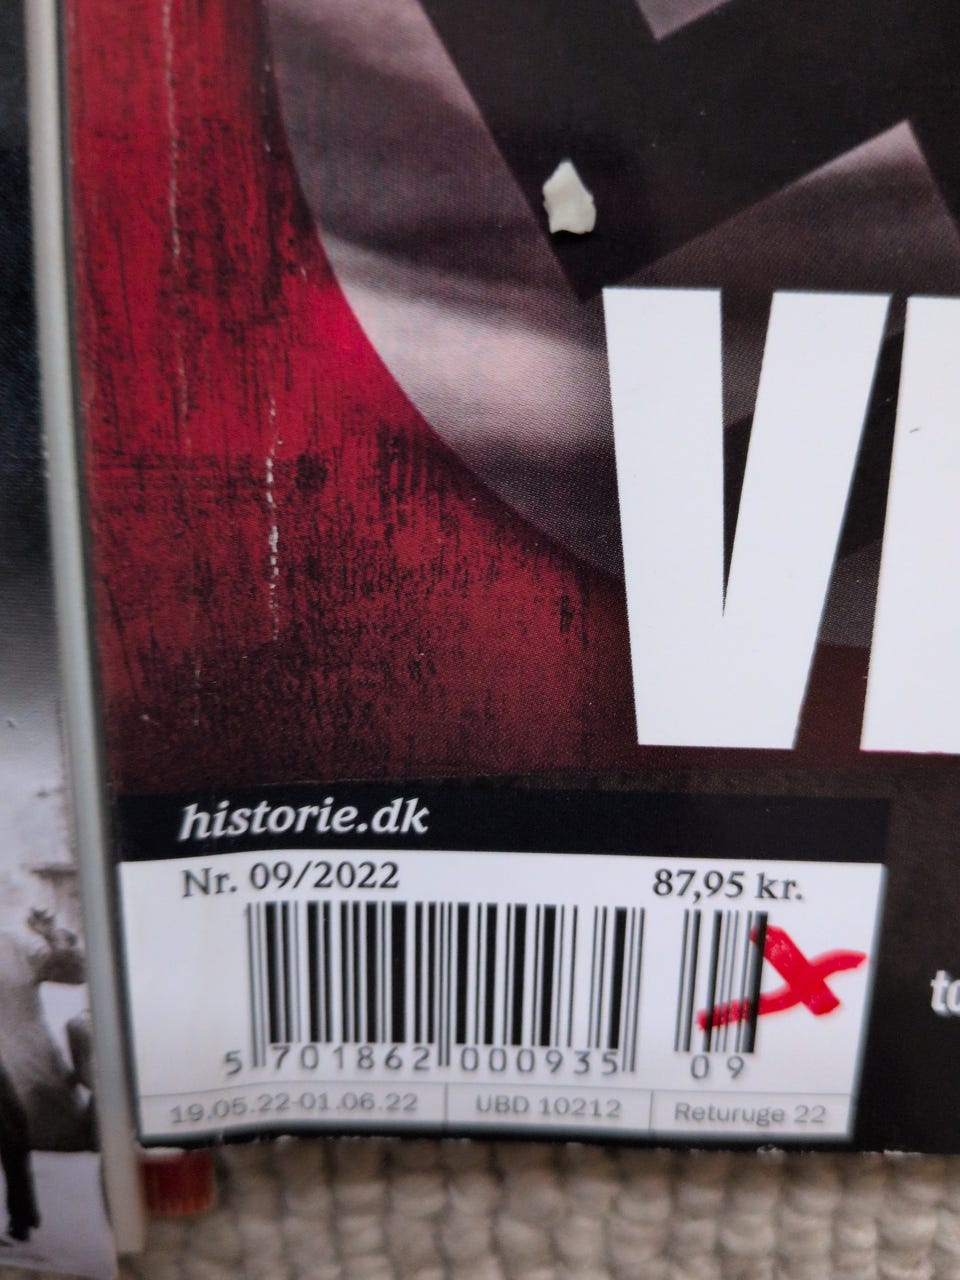 V
historie.dk
Nr. 09/2022 87,95 kr.
5 701862 000935 09
19.05.22-01.06.22 UBD 10212 Returuge 22